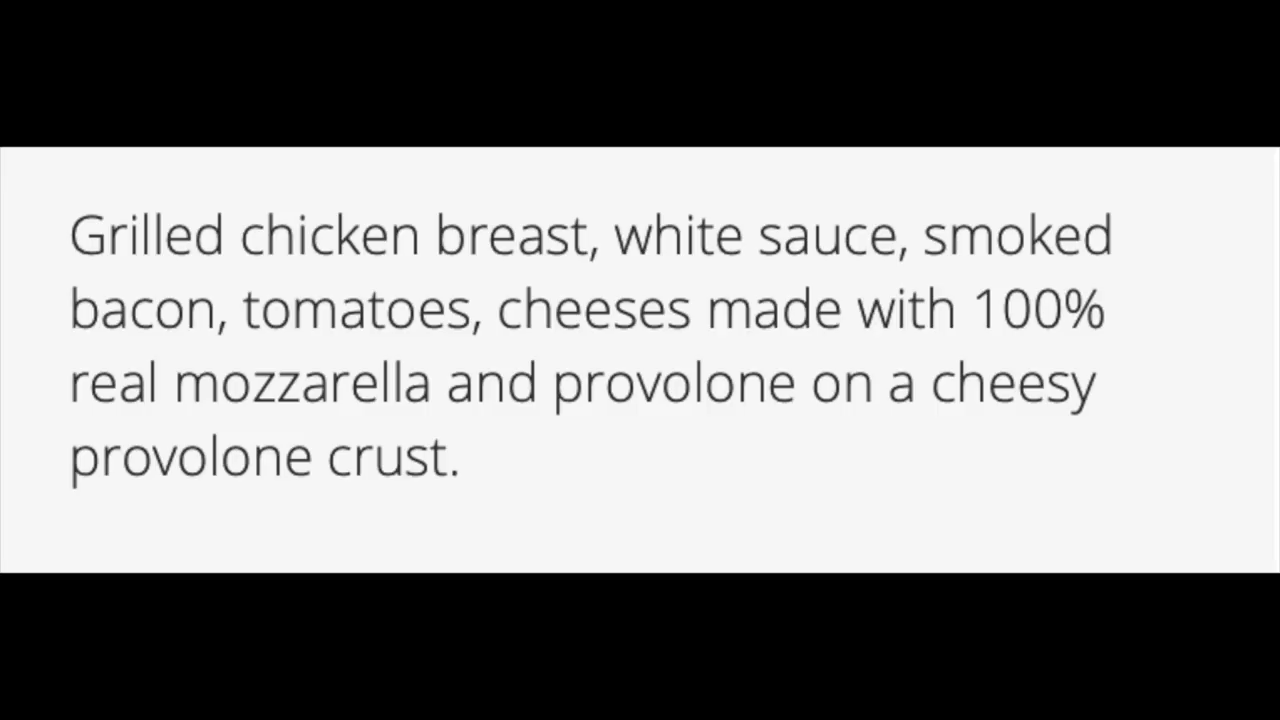 Grilled chicken breast, white sauce, smoked
bacon, tomatoes, cheeses made with 100%
real mozzarella and provolone on a cheesy
provolone crust.